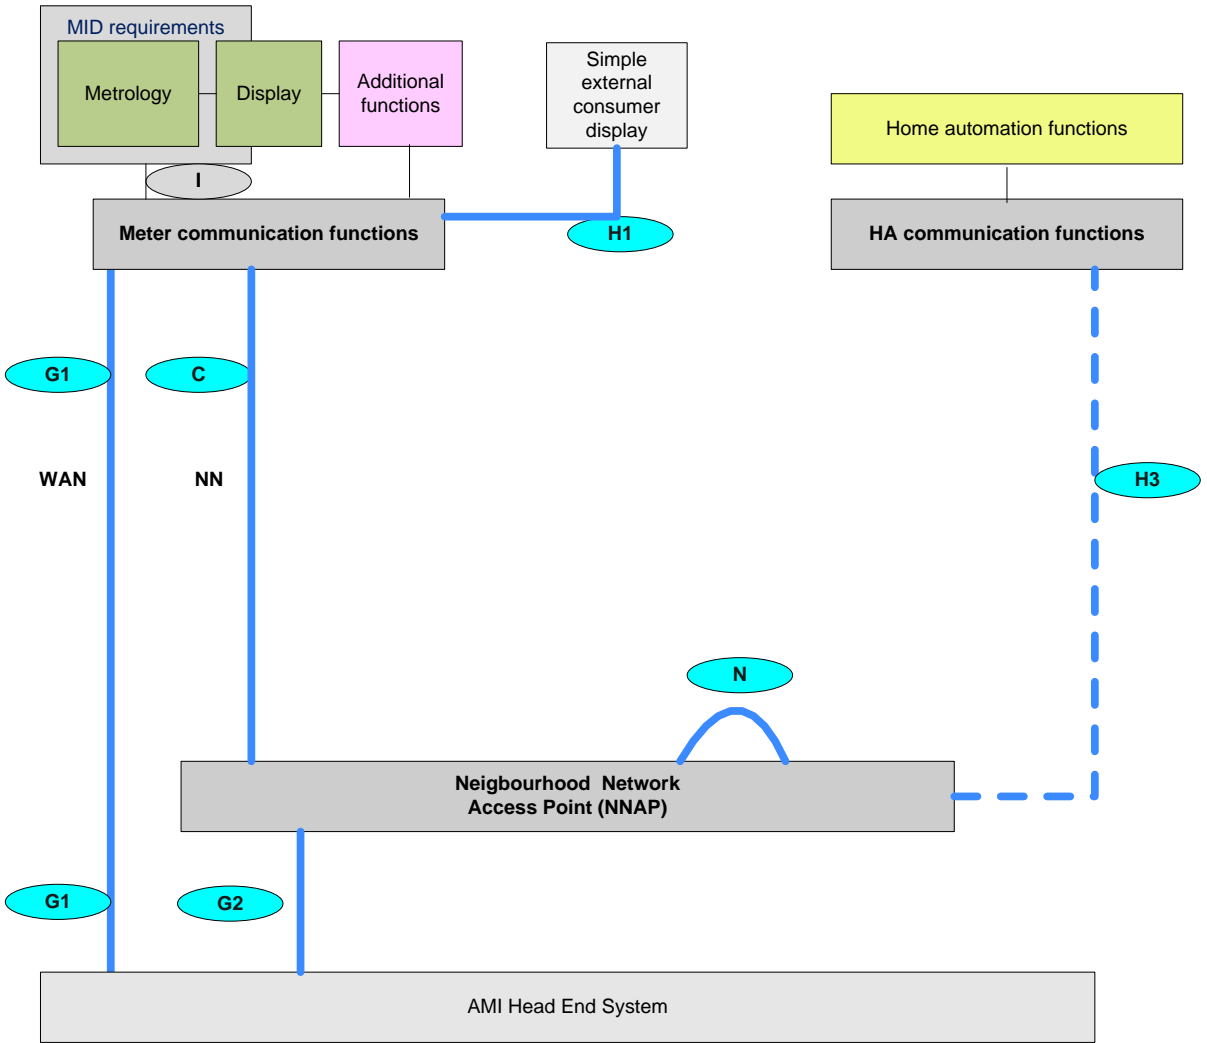 MID requirements
Metrology
Display
Additional
functions
Simple
external
consumer
display
Home automation functions
I
Meter communication functions
H1
HA communication functions
G1
C
WAN
NN
H3
N
Neigbourhood Network
Access Point (NNAP)
G1
G2
AMI Head End System